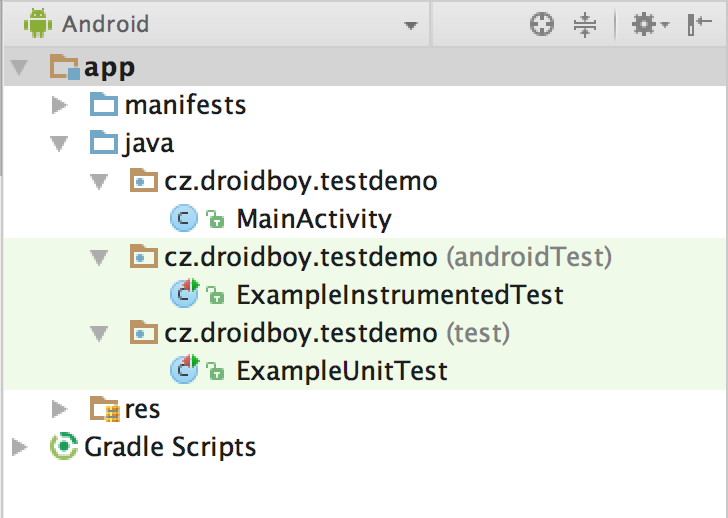 Android
app
manifests
java
cz.droidboy.testdemo
MainActivity
cz.droidboy.testdemo (androidTest)
ExampleInstrumentedTest
cz.droidboy.testdemo (test)
ExampleUnitTest
res
Gradle Scripts